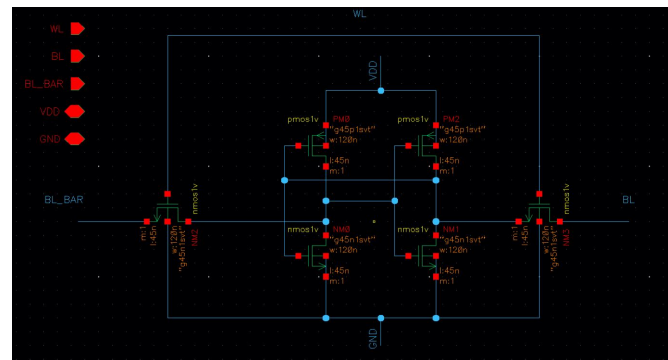 WL
WL
BL
BL_BAR
VDD
GND
VDD
pmos1v
PM0
"g45p1svt"
w:120n
l:45n
m:1
pmos1v
PM2
"g45p1svt"
w:120n
l:45n
m:1
BL_BAR
m:1
l:45n
w:120n
"g45n1svt"
NM2
nmos1v
nmos1v
NM0
"g45n1svt"
w:120n
l:45n
m:1
nmos1v
NM1
"g45n1svt"
w:120n
l:45n
m:1
BL
m:1
l:45n
w:120n
"g45n1svt"
NM3
nmos1v
GND